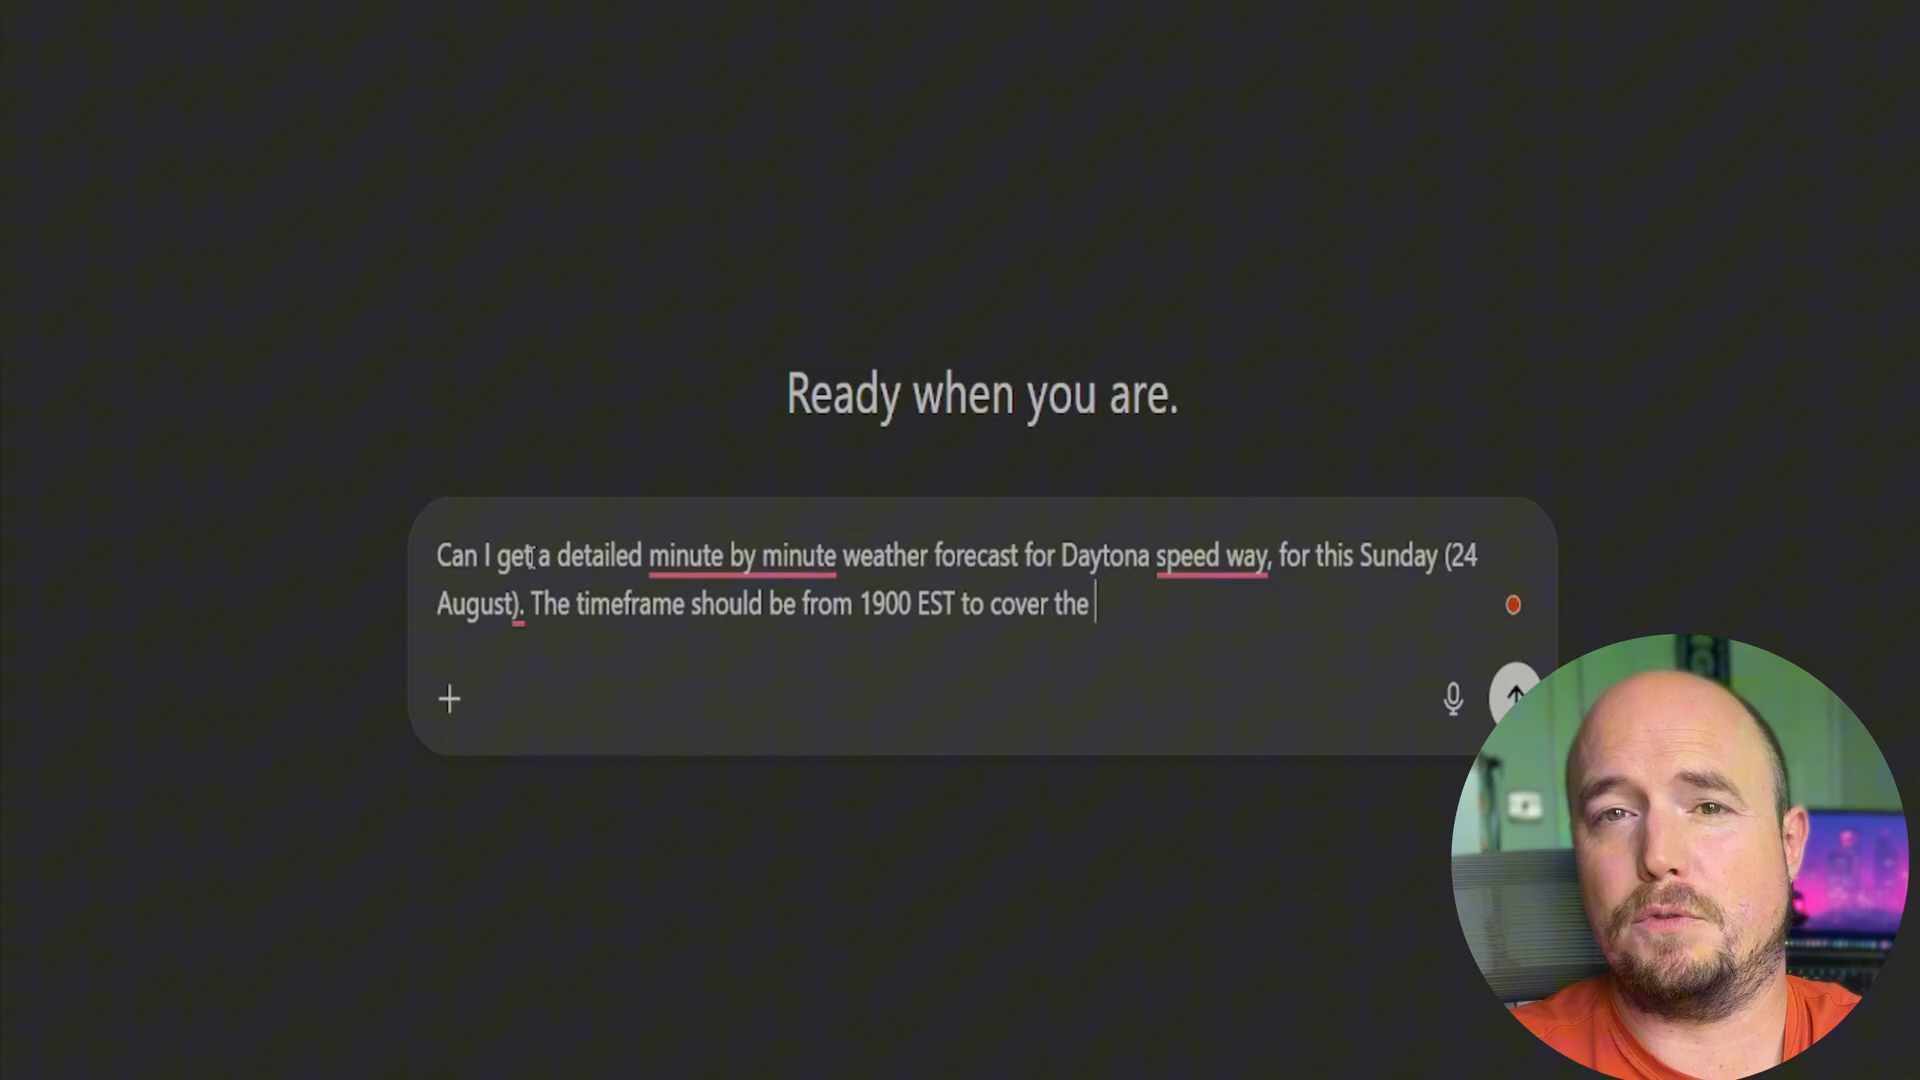 Ready when you are.
Can I get a detailed minute by minute weather forecast for Daytona speed way, for this Sunday (24
August). The timeframe should be from 1900 EST to cover the